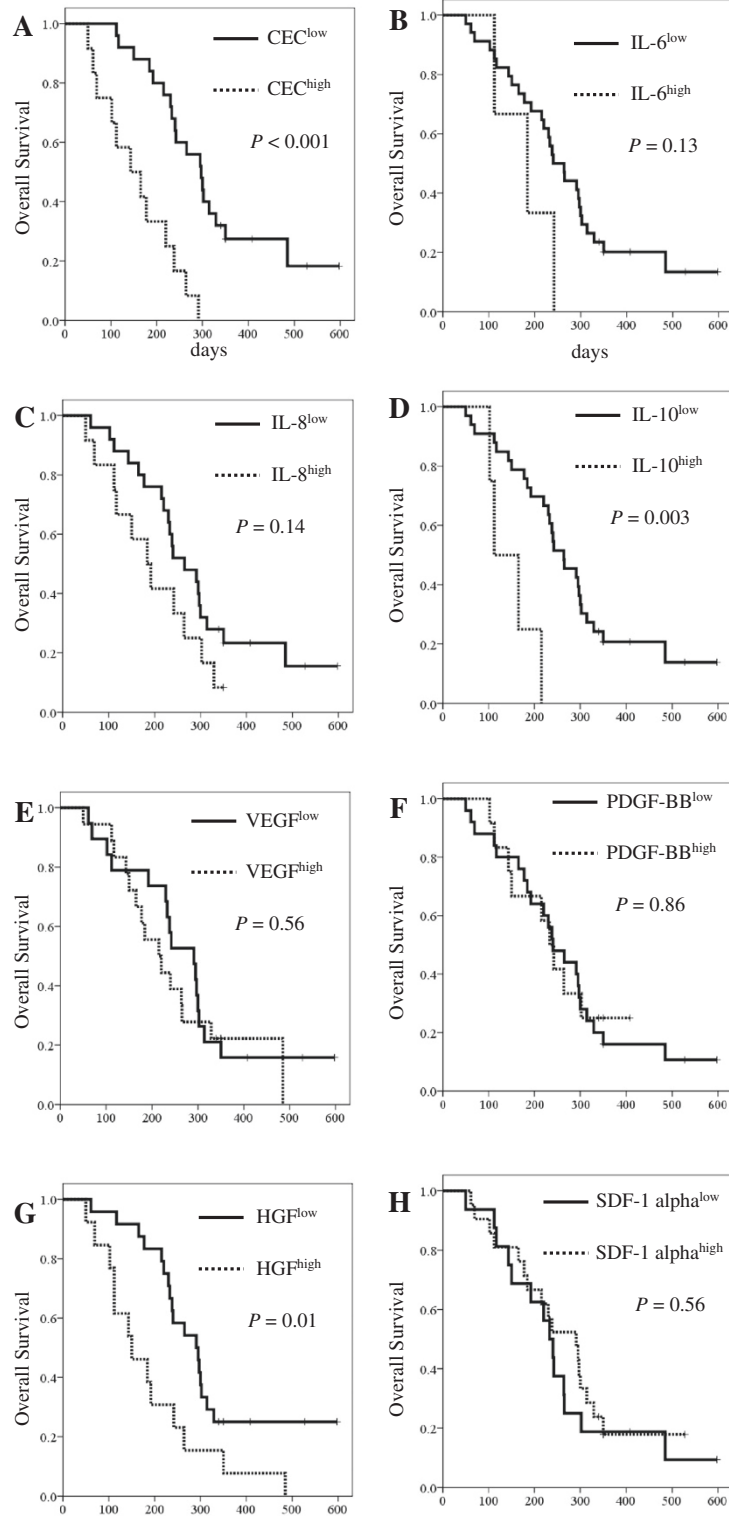 A
CEC^low
CEC^high
P < 0.001
Overall Survival
1.0
0.8
0.6
0.4
0.2
0.0
0 100 200 300 400 500 600
days
B
IL-6^low
IL-6^high
P = 0.13
Overall Survival
1.0
0.8
0.6
0.4
0.2
0.0
0 100 200 300 400 500 600
days
C
IL-8^low
IL-8^high
P = 0.14
Overall Survival
1.0
0.8
0.6
0.4
0.2
0.0
0 100 200 300 400 500 600
D
IL-10^low
IL-10^high
P = 0.003
Overall Survival
1.0
0.8
0.6
0.4
0.2
0.0
0 100 200 300 400 500 600
E
VEGF^low
VEGF^high
P = 0.56
Overall Survival
1.0
0.8
0.6
0.4
0.2
0.0
0 100 200 300 400 500 600
F
PDGF-BB^low
PDGF-BB^high
P = 0.86
Overall Survival
1.0
0.8
0.6
0.4
0.2
0.0
0 100 200 300 400 500 600
G
HGF^low
HGF^high
P = 0.01
Overall Survival
1.0
0.8
0.6
0.4
0.2
0.0
0 100 200 300 400 500 600
H
SDF-1 alpha^low
SDF-1 alpha^high
P = 0.56
Overall Survival
1.0
0.8
0.6
0.4
0.2
0.0
0 100 200 300 400 500 600